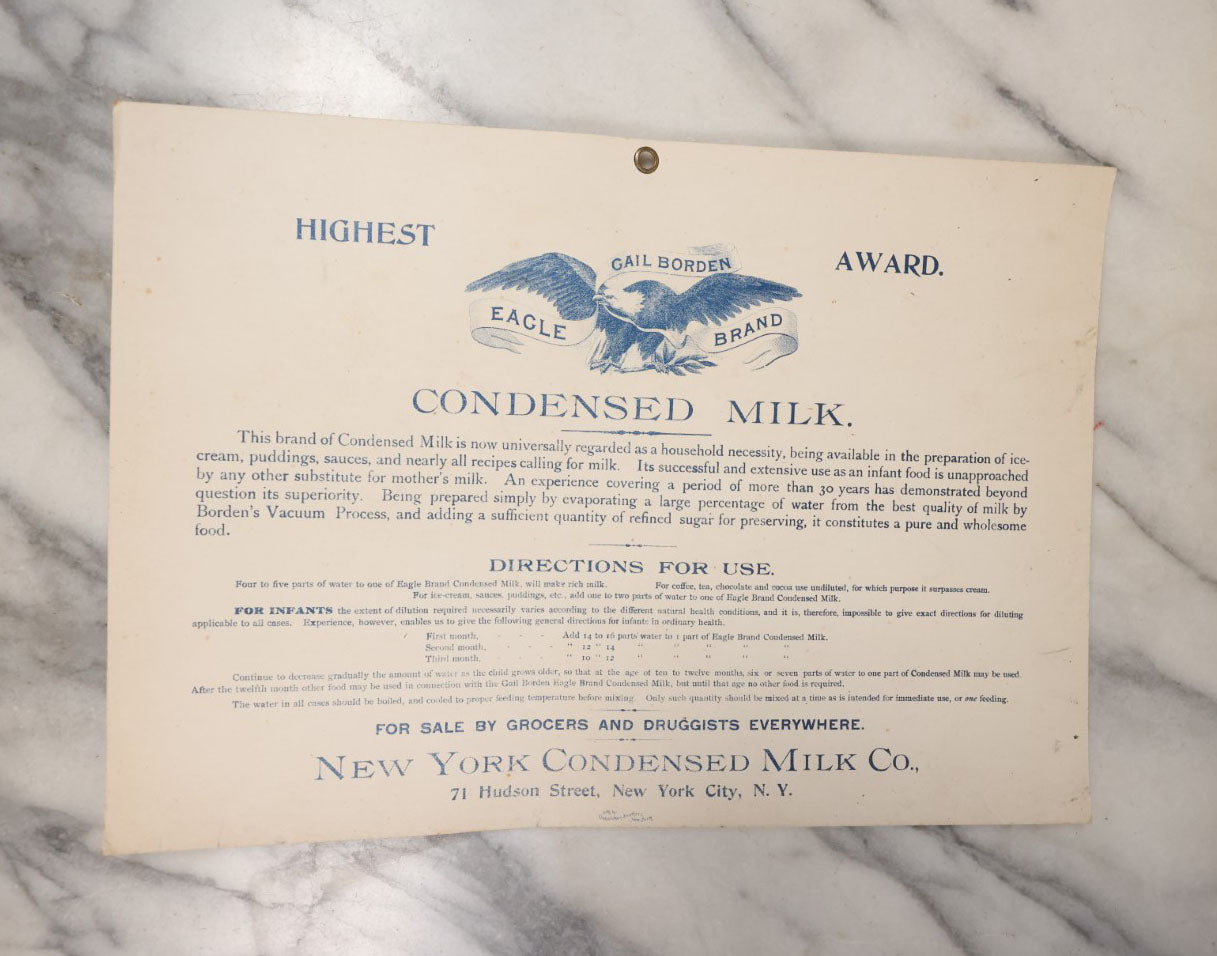 HIGHEST
AWARD.
GAIL BORDEN
EAGLE
BRAND
CONDENSED MILK.
This brand of Condensed Milk is now universally regarded as a household necessity, being available in the preparation of ice-
cream, puddings, sauces, and nearly all recipes calling for milk. Its successful and extensive use as an infant food is unapproached
by any other substitute for mother's milk. An experience covering a period of more than 30 years has demonstrated beyond
question its superiority. Being prepared simply by evaporating a large percentage of water from the best quality of milk by
Borden's Vacuum Process, and adding a sufficient quantity of refined sugar for preserving, it constitutes a pure and wholesome
food.
DIRECTIONS FOR USE.
Four to five parts of water to one of Eagle Brand Condensed Milk, will make rich milk. For coffee, tea, chocolate and cocoa use undiluted, for which purpose it surpasses cream.
For ice-cream, sauces, puddings, etc., add one to two parts of water to one of Eagle Brand Condensed Milk.
FOR INFANTS the extent of dilution required necessarily varies according to the different natural health conditions, and it is, therefore, impossible to give exact directions for diluting
applicable to all cases. Experience, however, enables us to give the following general directions for infants in ordinary health.
First month, - - - Add 14 to 16 parts water to 1 part of Eagle Brand Condensed Milk.
Second month, - - - " 12 " 14 " " " " "
Third month, - - - " 10 " 12 " " " " "
Continue to decrease gradually the amount of water as the child grows older, so that at the age of ten to twelve months, six or seven parts of water to one part of Condensed Milk may be used.
After the twelfth month other food may be used in connection with the Gail Borden Eagle Brand Condensed Milk, but until that age no other food is required.
The water in all cases should be boiled, and cooled to proper feeding temperature before mixing. Only such quantity should be mixed at a time as is intended for immediate use, or one feeding.
FOR SALE BY GROCERS AND DRUGGISTS EVERYWHERE.
NEW YORK CONDENSED MILK CO.,
71 Hudson Street, New York City, N. Y.